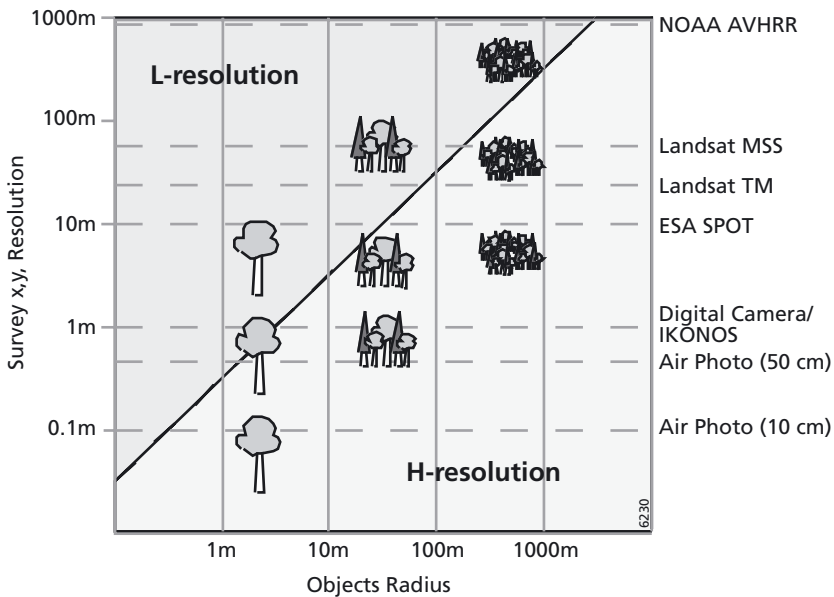 1000m
NOAA AVHRR
L-resolution
100m
Landsat MSS
Landsat TM
10m
ESA SPOT
Survey x,y, Resolution
Digital Camera/
IKONOS
1m
Air Photo (50 cm)
0.1m
Air Photo (10 cm)
H-resolution
6230
1m
10m
100m
1000m
Objects Radius